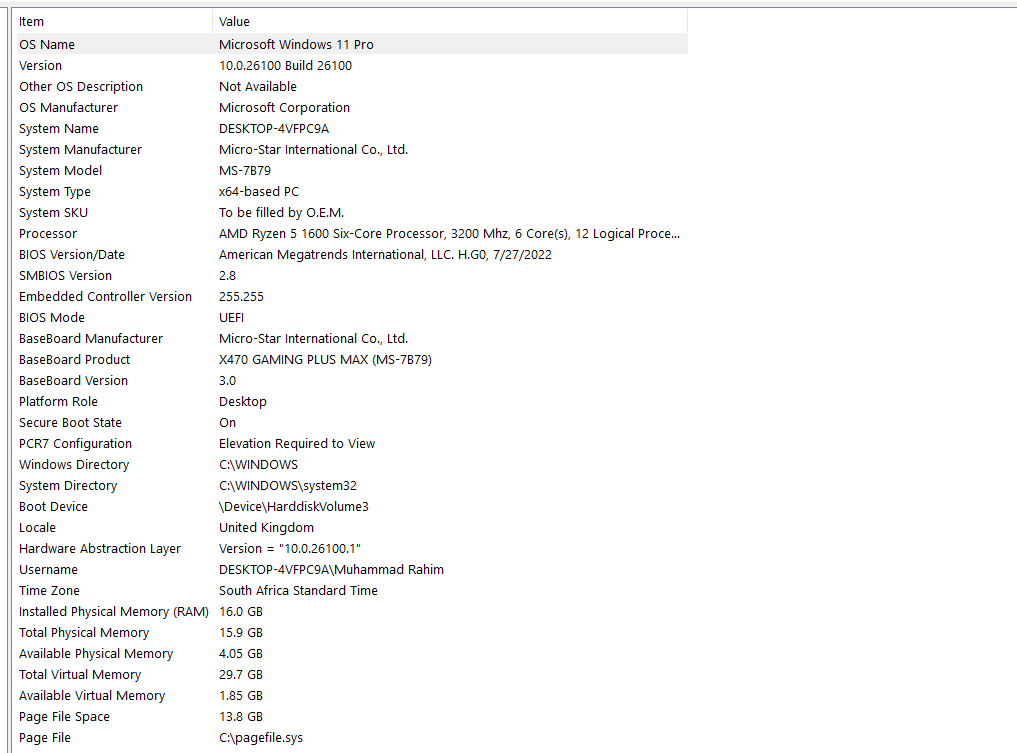 Item Value
OS Name Microsoft Windows 11 Pro
Version 10.0.26100 Build 26100
Other OS Description Not Available
OS Manufacturer Microsoft Corporation
System Name DESKTOP-4VFPC9A
System Manufacturer Micro-Star International Co., Ltd.
System Model MS-7B79
System Type x64-based PC
System SKU To be filled by O.E.M.
Processor AMD Ryzen 5 1600 Six-Core Processor, 3200 Mhz, 6 Core(s), 12 Logical Proce...
BIOS Version/Date American Megatrends International, LLC. H.G0, 7/27/2022
SMBIOS Version 2.8
Embedded Controller Version 255.255
BIOS Mode UEFI
BaseBoard Manufacturer Micro-Star International Co., Ltd.
BaseBoard Product X470 GAMING PLUS MAX (MS-7B79)
BaseBoard Version 3.0
Platform Role Desktop
Secure Boot State On
PCR7 Configuration Elevation Required to View
Windows Directory C:\WINDOWS
System Directory C:\WINDOWS\system32
Boot Device \Device\HarddiskVolume3
Locale United Kingdom
Hardware Abstraction Layer Version = "10.0.26100.1"
Username DESKTOP-4VFPC9A\Muhammad Rahim
Time Zone South Africa Standard Time
Installed Physical Memory (RAM) 16.0 GB
Total Physical Memory 15.9 GB
Available Physical Memory 4.05 GB
Total Virtual Memory 29.7 GB
Available Virtual Memory 1.85 GB
Page File Space 13.8 GB
Page File C:\pagefile.sys